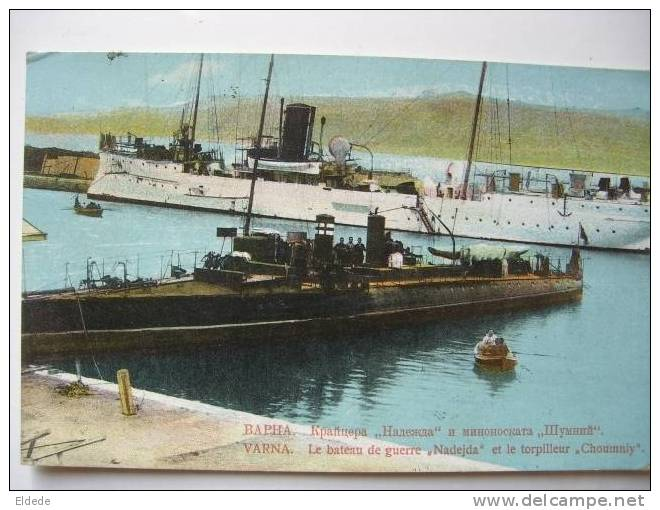 ВАРНА. Крайцера „Надежда“ и миноноската „Шумний“.
VARNA. Le bateau de guerre „Nadejda“ et le torpilleur „Choumniy“.
Eldede
http://www.delcampe.net